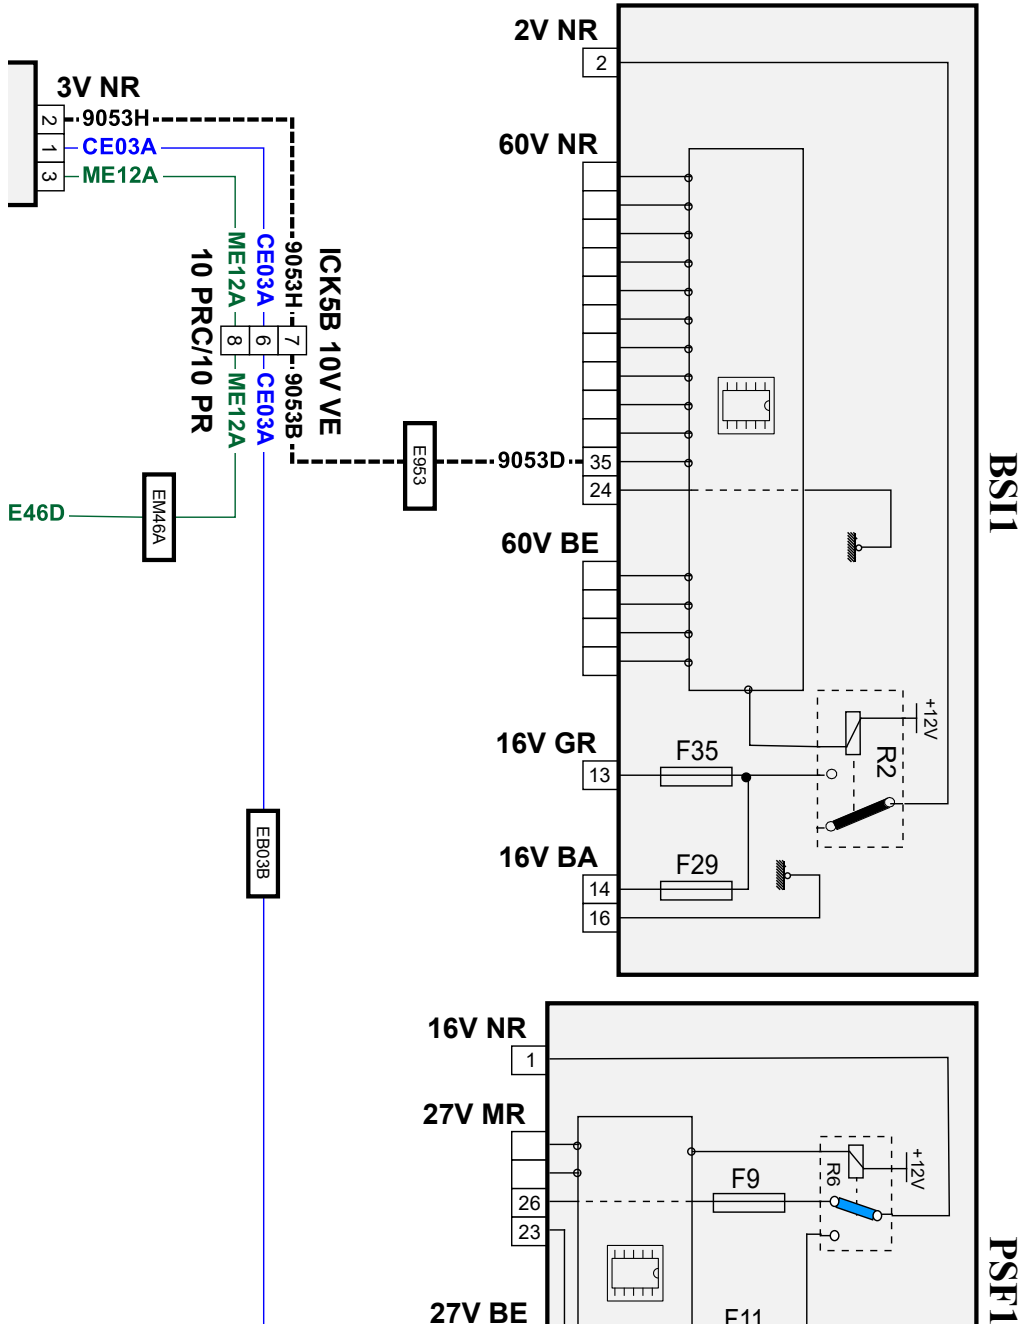 2V NR
2
3V NR
2
9053H
1
CE03A
3
ME12A
60V NR
ME12A
CE03A
9053H
ICK5B 10V VE
10 PRC/10 PR
8
6
7
ME12A
CE03A
9053B
E953
9053D
35
24
BSI1
E46D
EM46A
60V BE
+12V
R2
16V GR
F35
13
EB03B
16V BA
F29
14
16
16V NR
1
27V MR
+12V
R6
F9
26
23
PSF1
27V BE
F11